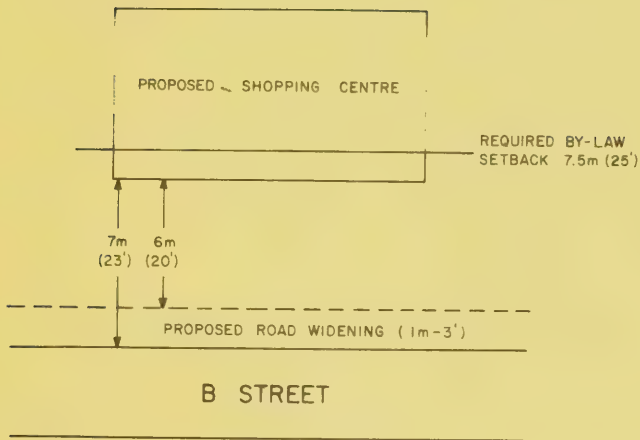 PROPOSED SHOPPING CENTRE
REQUIRED BY-LAW
SETBACK 7.5m (25')
7m
(23')
6m
(20')
PROPOSED ROAD WIDENING (1m-3')
B STREET